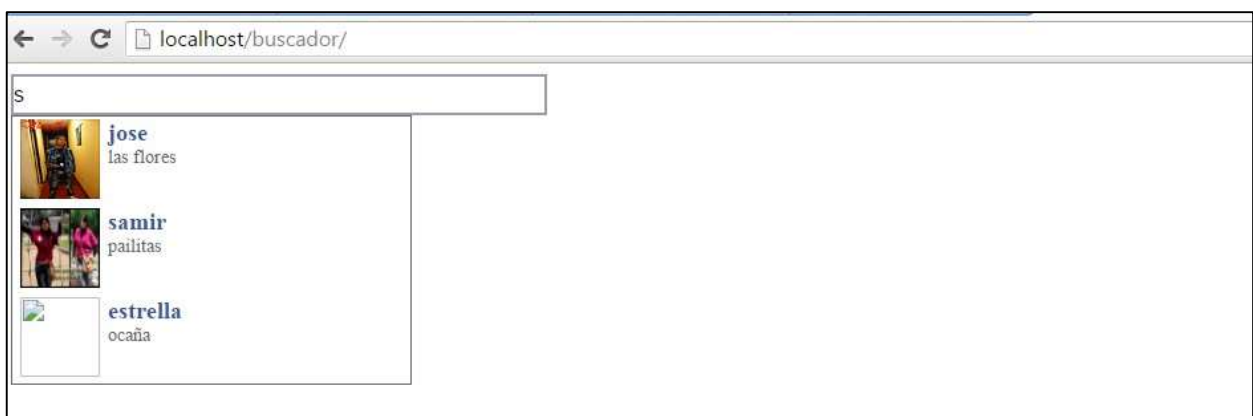 localhost/buscador/
s
jose
las flores
samir
pailitas
estrella
ocaña